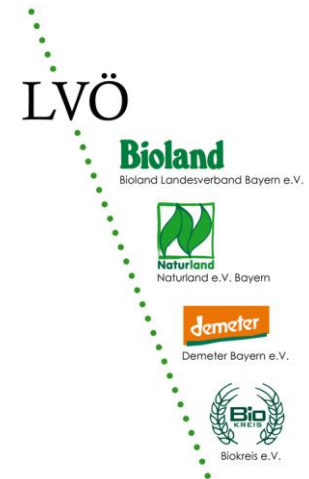 LVÖ
Bioland
Bioland Landesverband Bayern e.V.
Naturland
Naturland e.V. Bayern
demeter
Demeter Bayern e.V.
Bio
KREIS
Biokreis e.V.